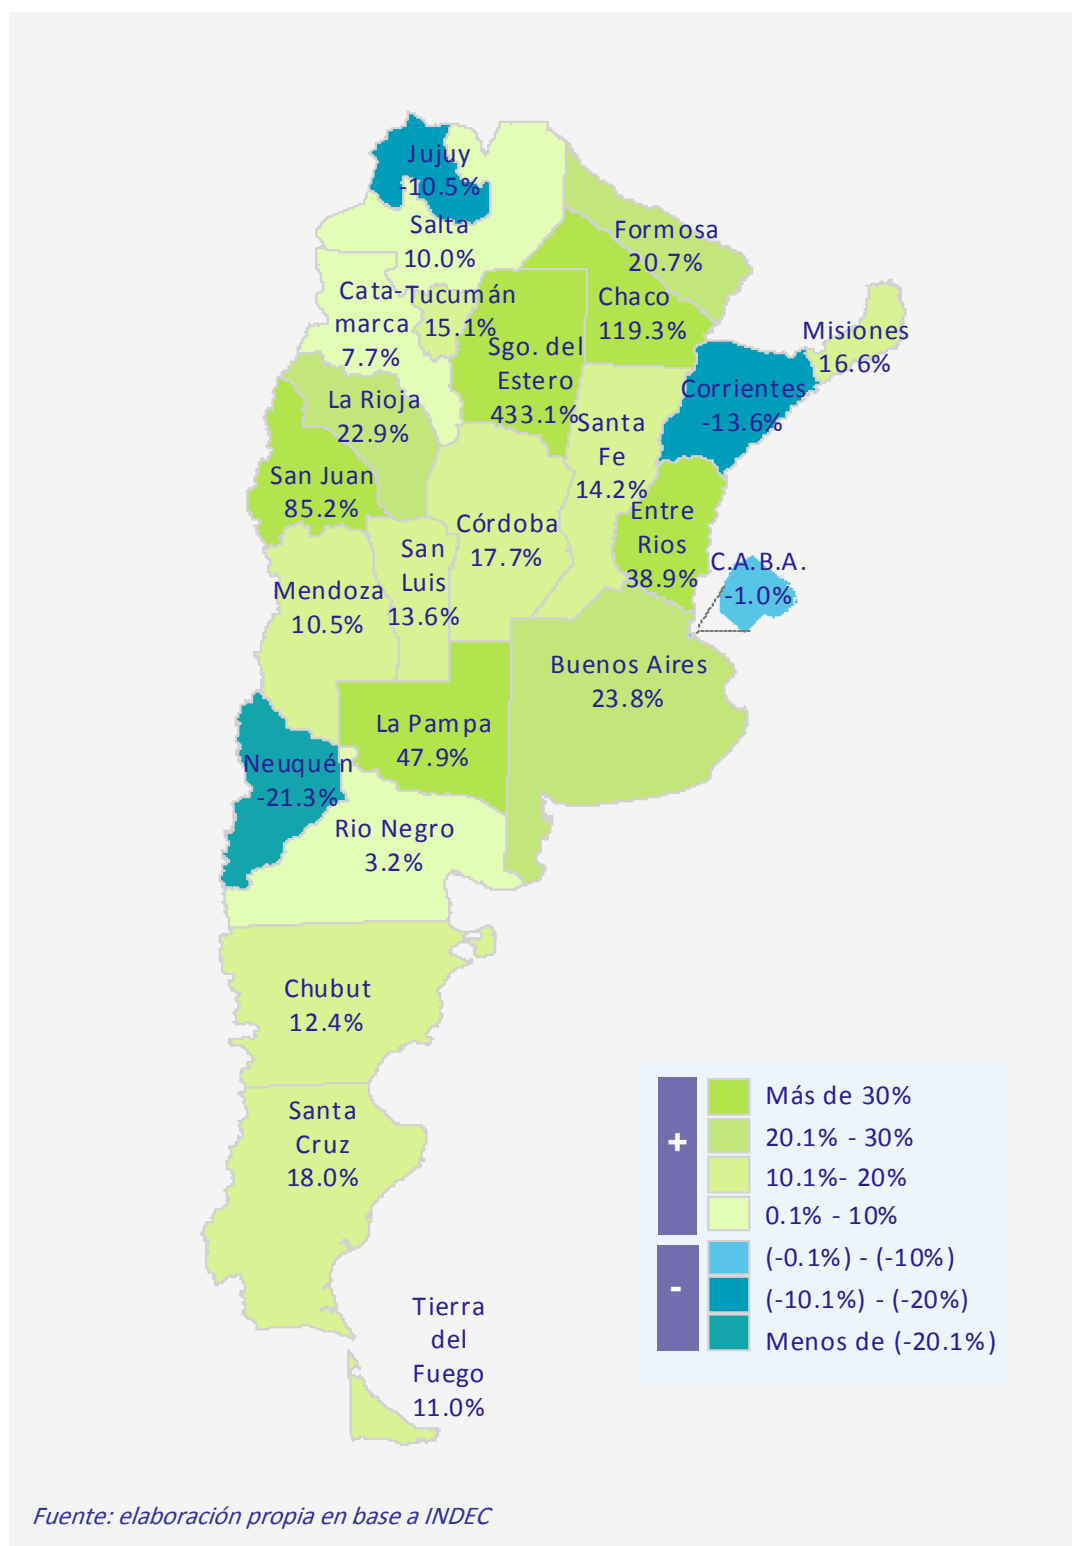 Jujuy
-10.5%
Salta
10.0%
Formosa
20.7%
Chaco
119.3%
Cata-
marca
7.7%
Tucumán
15.1%
Misiones
16.6%
Sgo. del
Estero
433.1%
Corrientes
-13.6%
La Rioja
22.9%
Santa
Fe
14.2%
San Juan
85.2%
Entre
Rios
38.9%
Córdoba
17.7%
San
Luis
13.6%
C.A.B.A.
-1.0%
Mendoza
10.5%
Buenos Aires
23.8%
La Pampa
47.9%
Neuquén
-21.3%
Rio Negro
3.2%
Chubut
12.4%
Santa
Cruz
18.0%
Tierra
del
Fuego
11.0%
+
Más de 30%
20.1% - 30%
10.1%- 20%
0.1% - 10%
-
(-0.1%) - (-10%)
(-10.1%) - (-20%)
Menos de (-20.1%)
Fuente: elaboración propia en base a INDEC